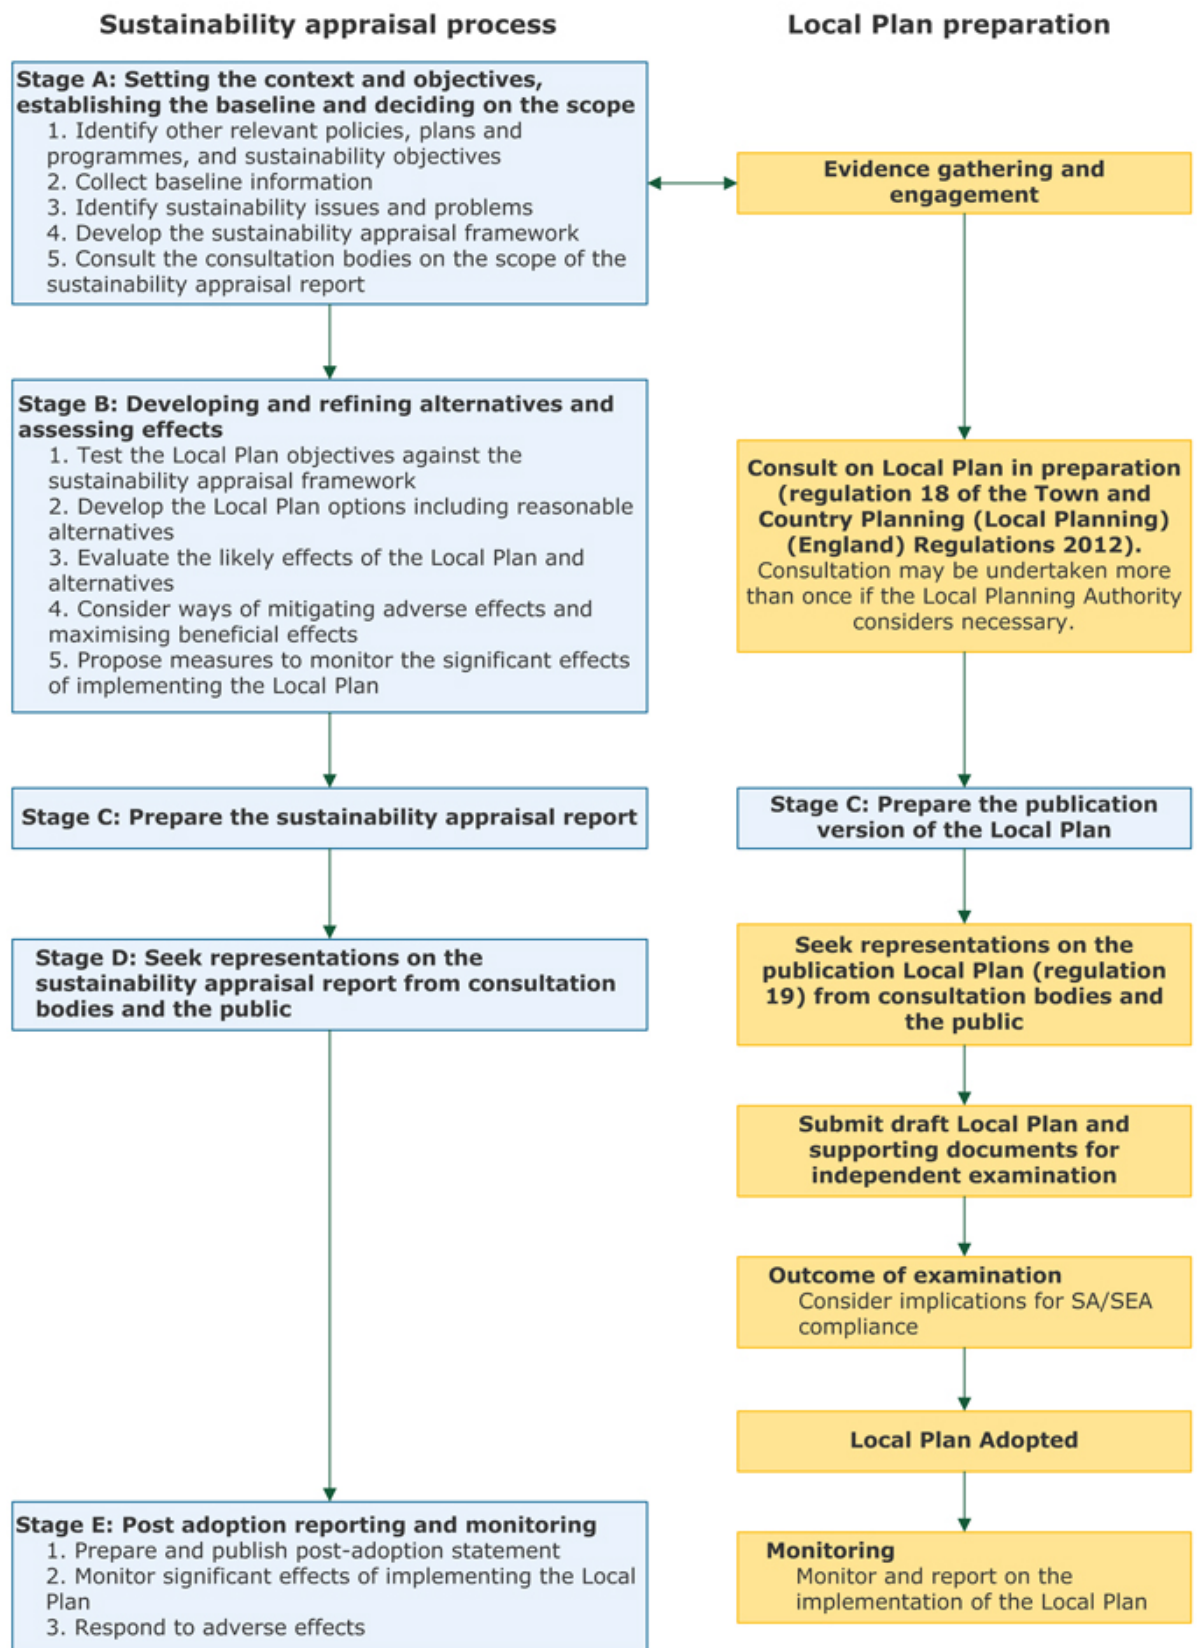 Sustainability appraisal process
Local Plan preparation
Stage A: Setting the context and objectives,
establishing the baseline and deciding on the scope
1. Identify other relevant policies, plans and
programmes, and sustainability objectives
2. Collect baseline information
3. Identify sustainability issues and problems
4. Develop the sustainability appraisal framework
5. Consult the consultation bodies on the scope of the
sustainability appraisal report
Evidence gathering and
engagement
Stage B: Developing and refining alternatives and
assessing effects
1. Test the Local Plan objectives against the
sustainability appraisal framework
2. Develop the Local Plan options including reasonable
alternatives
3. Evaluate the likely effects of the Local Plan and
alternatives
4. Consider ways of mitigating adverse effects and
maximising beneficial effects
5. Propose measures to monitor the significant effects
of implementing the Local Plan
Consult on Local Plan in preparation
(regulation 18 of the Town and
Country Planning (Local Planning)
(England) Regulations 2012).
Consultation may be undertaken more
than once if the Local Planning Authority
considers necessary.
Stage C: Prepare the sustainability appraisal report
Stage C: Prepare the publication
version of the Local Plan
Stage D: Seek representations on the
sustainability appraisal report from consultation
bodies and the public
Seek representations on the
publication Local Plan (regulation
19) from consultation bodies and
the public
Submit draft Local Plan and
supporting documents for
independent examination
Outcome of examination
Consider implications for SA/SEA
compliance
Local Plan Adopted
Stage E: Post adoption reporting and monitoring
1. Prepare and publish post-adoption statement
2. Monitor significant effects of implementing the Local
Plan
3. Respond to adverse effects
Monitoring
Monitor and report on the
implementation of the Local Plan